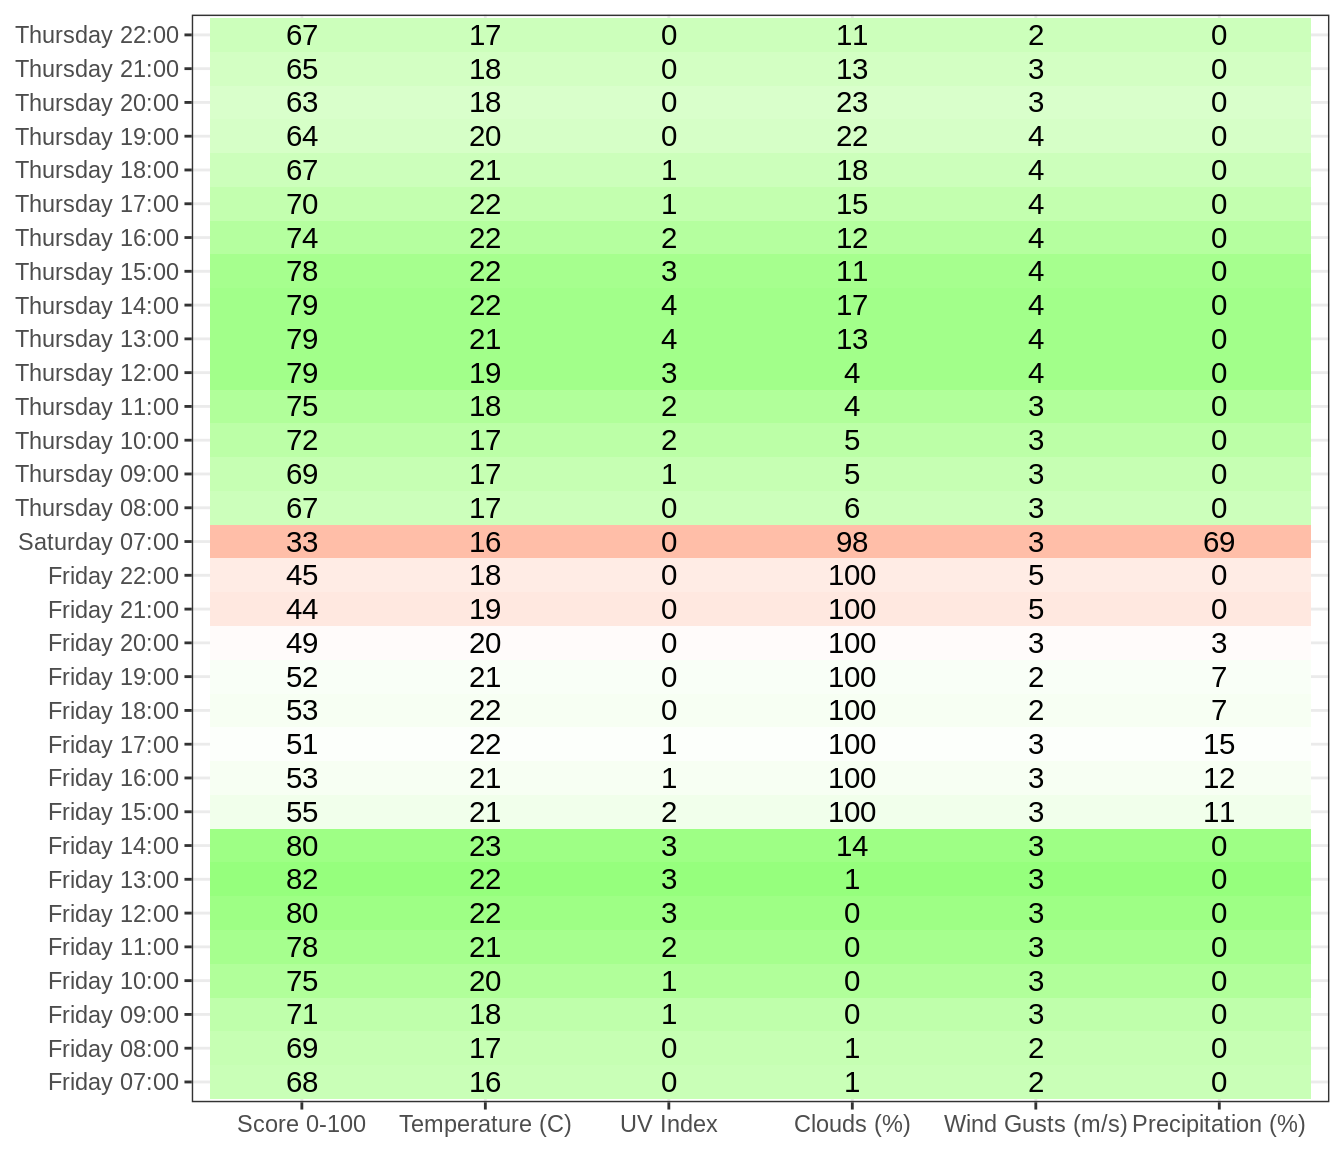 Thursday 22:00 67 17 0 11 2 0
Thursday 21:00 65 18 0 13 3 0
Thursday 20:00 63 18 0 23 3 0
Thursday 19:00 64 20 0 22 4 0
Thursday 18:00 67 21 1 18 4 0
Thursday 17:00 70 22 1 15 4 0
Thursday 16:00 74 22 2 12 4 0
Thursday 15:00 78 22 3 11 4 0
Thursday 14:00 79 22 4 17 4 0
Thursday 13:00 79 21 4 13 4 0
Thursday 12:00 79 19 3 4 4 0
Thursday 11:00 75 18 2 4 3 0
Thursday 10:00 72 17 2 5 3 0
Thursday 09:00 69 17 1 5 3 0
Thursday 08:00 67 17 0 6 3 0
Saturday 07:00 33 16 0 98 3 69
Friday 22:00 45 18 0 100 5 0
Friday 21:00 44 19 0 100 5 0
Friday 20:00 49 20 0 100 3 3
Friday 19:00 52 21 0 100 2 7
Friday 18:00 53 22 0 100 2 7
Friday 17:00 51 22 1 100 3 15
Friday 16:00 53 21 1 100 3 12
Friday 15:00 55 21 2 100 3 11
Friday 14:00 80 23 3 14 3 0
Friday 13:00 82 22 3 1 3 0
Friday 12:00 80 22 3 0 3 0
Friday 11:00 78 21 2 0 3 0
Friday 10:00 75 20 1 0 3 0
Friday 09:00 71 18 1 0 3 0
Friday 08:00 69 17 0 1 2 0
Friday 07:00 68 16 0 1 2 0
Score 0-100 Temperature (C) UV Index Clouds (%) Wind Gusts (m/s) Precipitation (%)